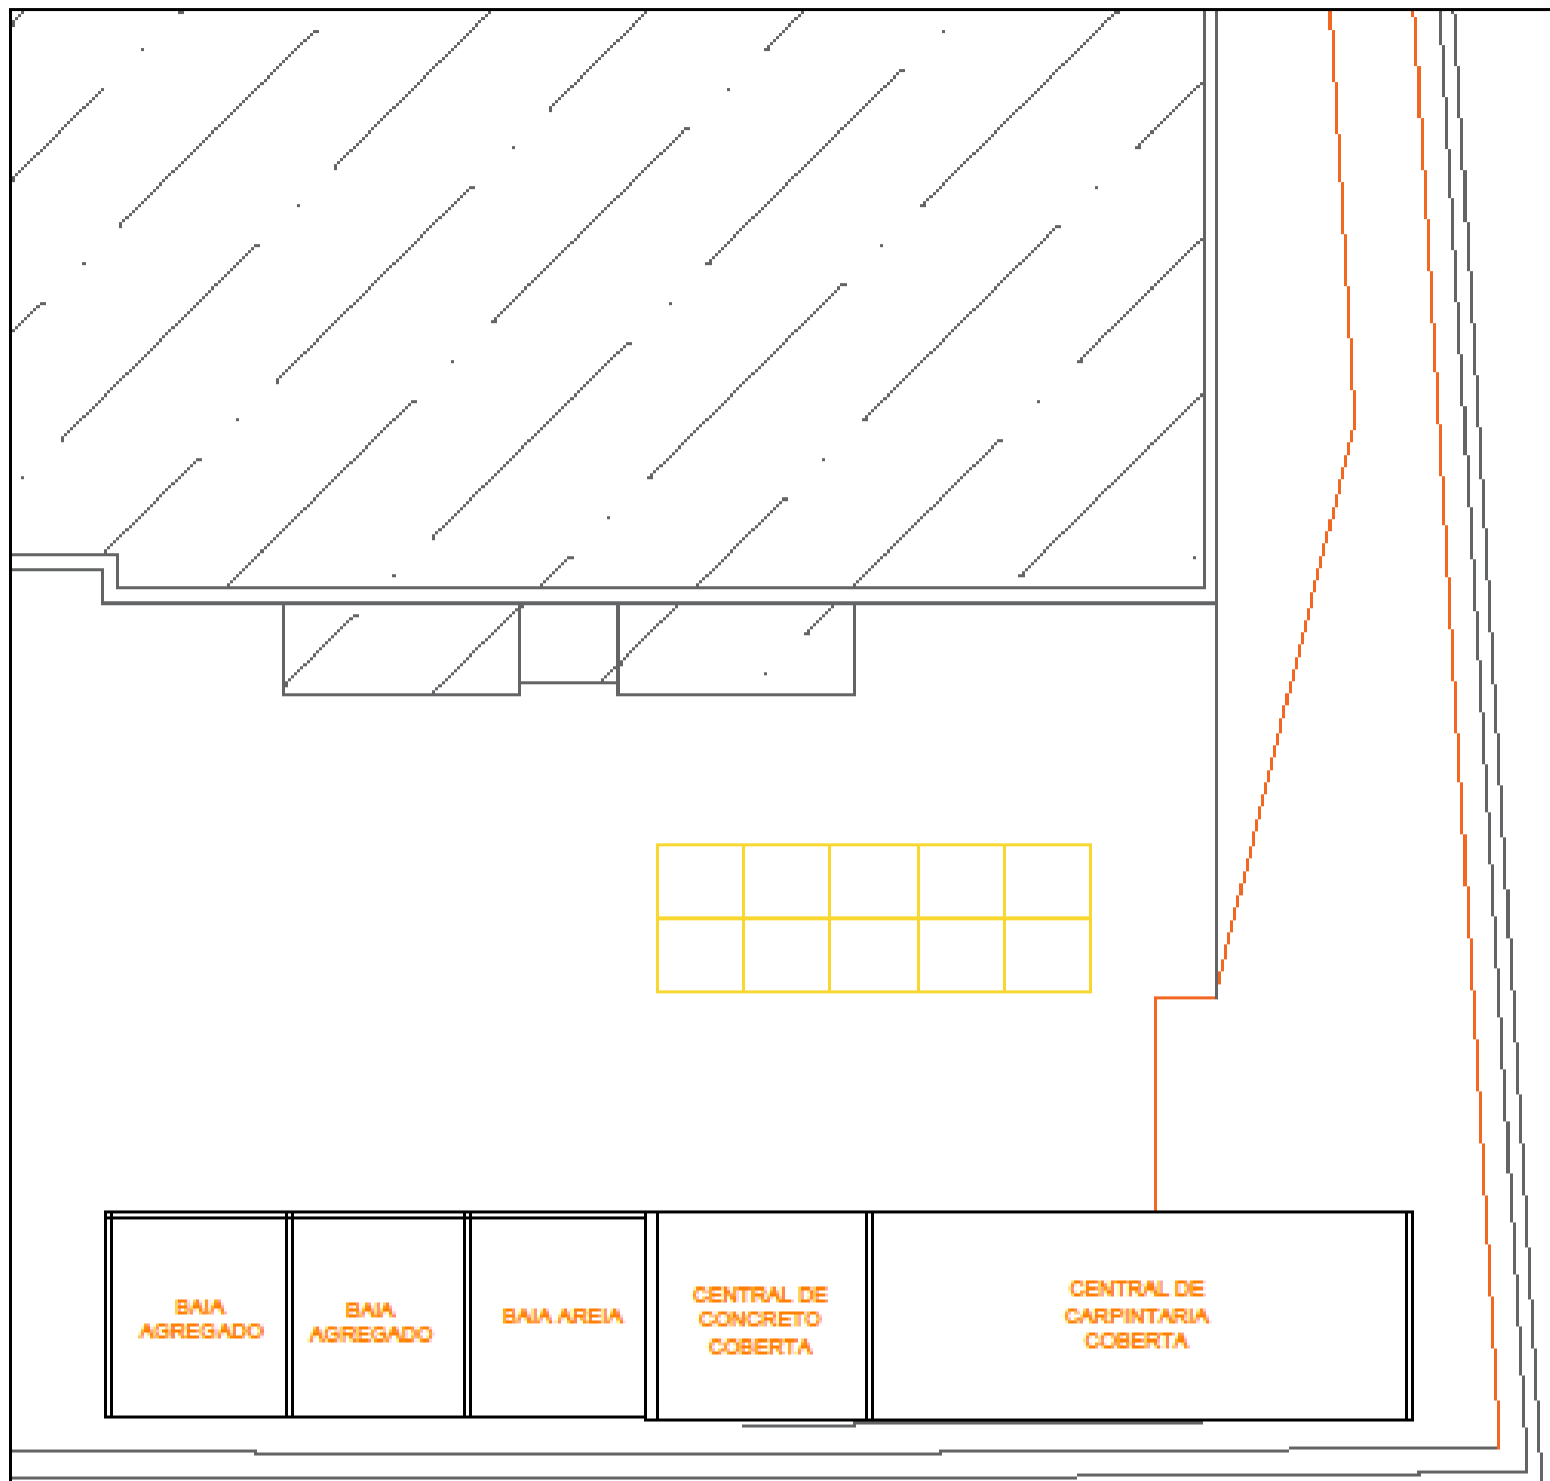 BAIA
AGREGADO
BAIA
AGREGADO
BAIA AREIA
CENTRAL DE
CONCRETO
COBERTA
CENTRAL DE
CARPINTARIA
COBERTA